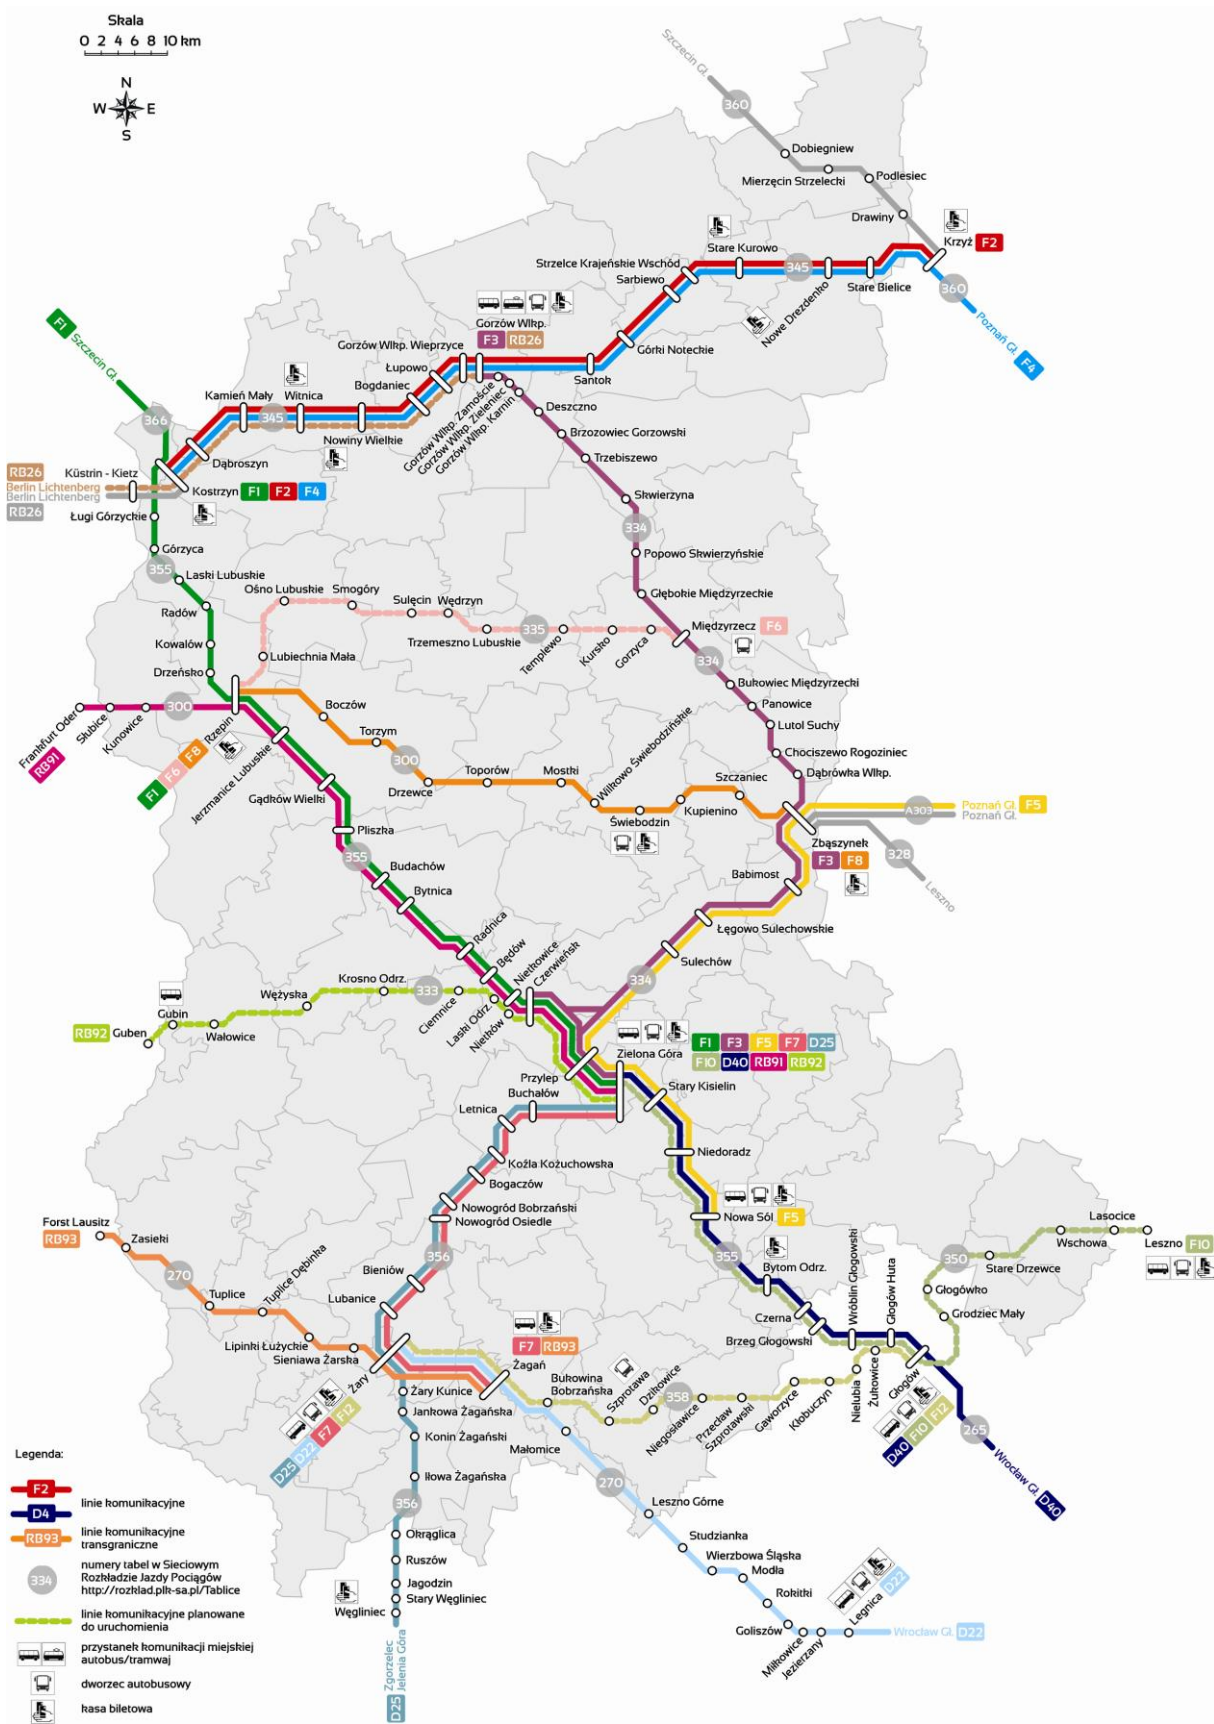 Skala
0 2 4 6 8 10 km
N
W E
S
Szczecin Gł.
360
Dobiegniew
Mierzęcin Strzelecki
Podlesiec
Drawiny
Krzyż F2
Stare Kurowo
Strzelce Krajeńskie Wschód
345
Sarbiewo
Stare Bielice
360
Nowe Drezdenko
Poznań Gł. F4
F1 Szczecin Gł.
Gorzów Wlkp.
F3 RB26
Gorzów Wlkp. Wieprzyce
Górki Noteckie
Łupowo
Santok
Bogdaniec
Kamień Mały
Witnica
345
366
Nowiny Wielkie
Gorzów Wlkp. Zamoście
Gorzów Wlkp. Zieleniec
Gorzów Wlkp. Karnin
Deszczno
Brzozowiec Gorzowski
Trzebiszewo
Dąbroszyn
RB26
Küstrin - Kietz
Berlin Lichtenberg
Berlin Lichtenberg
RB26
Kostrzyn F1 F2 F4
Skwierzyna
Ługi Górzyckie
334
Górzyca
Popowo Skwierzyńskie
355
Laski Lubuskie
Ośno Lubuskie
Smogóry
Sulęcin
Wędrzyn
Głębokie Międzyrzeckie
Radów
Trzemeszno Lubuskie
335
Templewo
Kursko
Gorzyca
Międzyrzecz F6
Kowalów
Lubiechnia Mała
334
Drzeńsko
Bukowiec Międzyrzecki
Frankfurt Oder
RB91
Słubice
Kunowice
300
Rzepin
F1 F6 F8
Boczów
Panowice
Lutol Suchy
Jerzmanice Lubuskie
Torzym
300
Chociszewo Rogoziniec
Dąbrówka Wlkp.
Gądków Wielki
Drzewce
Toporów
Mostki
Wilkowo Świebodzińskie
Szczaniec
Świebodzin
Kupienino
A303
Poznań Gł. F5
Poznań Gł.
Pliszka
Zbąszynek
F3 F8
328
Leszno
355
Budachów
Bytnica
Babimost
Łęgowo Sulechowskie
Radnica
Będów
Nietkowice
Czerwieńsk
Sulechów
334
Krosno Odrz.
333
Wężyska
Ciemnice
Laski Odrz.
Nietków
Gubin
RB92 Guben
Wałowice
Zielona Góra
F1 F3 F5 F7 D25
F10 D40 RB91 RB92
Przylep
Buchałów
Stary Kisielin
Letnica
Niedoradz
Koźla Kożuchowska
Bogaczów
Nowogród Bobrzański
Nowogród Osiedle
Nowa Sól F5
Forst Lausitz
RB93
Zasieki
356
355
Lasocice
Wschowa
Leszno F10
350
Stare Drzewce
270
Tuplice Dębinka
Bieniów
Bytom Odrz.
Wróblin Głogowski
Głogów Huta
Głogówko
Tuplice
Lubanice
Czerna
Grodziec Mały
Brzeg Głogowski
Lipinki Łużyckie
Sieniawa Żarska
F7 RB93
Żary
D25 D22 F7 F12
Żagań
Bukowina
Bobrzańska
Szprotawa
Dzikowice
358
Niegosławice
Przecław
Szprotawski
Gaworzyce
Kłobuczyn
Nielubia
Żukowice
Głogów
D40 F10 F12
265
Wrocław Gł. D40
Żary Kunice
Jankowa Żagańska
Konin Żagański
Małomice
Iłowa Żagańska
270
356
Leszno Górne
Okrąglica
Studzianka
Ruszów
Wierzbowa Śląska
Modła
Jagodzin
Stary Węgliniec
Rokitki
Węgliniec
Goliszów
Miłkowice
Jezierzany
Legnica D22
Wrocław Gł. D22
Zgorzelec
Jelenia Góra
D25
Legenda:
F2
D4
linie komunikacyjne
RB93
linie komunikacyjne
transgraniczne
334
numery tabel w Sieciowym
Rozkładzie Jazdy Pociągów
http://rozklad.plk-sa.pl/Tablice
linie komunikacyjne planowane
do uruchomienia
przystanek komunikacji miejskiej
autobus/tramwaj
dworzec autobusowy
kasa biletowa